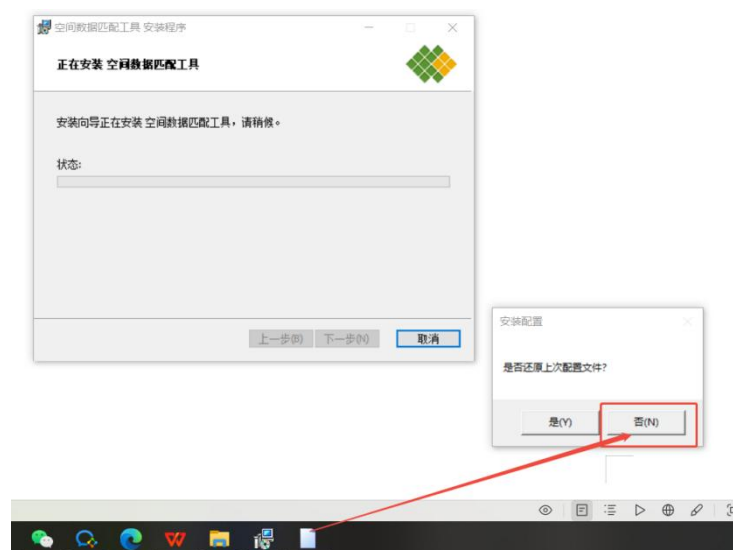 空间数据匹配工具 安装程序
正在安装 空间数据匹配工具
安装向导正在安装 空间数据匹配工具，请稍候。
状态:
上一步(B)
下一步(N)
取消
安装配置
是否还原上次配置文件?
是(Y)
否(N)